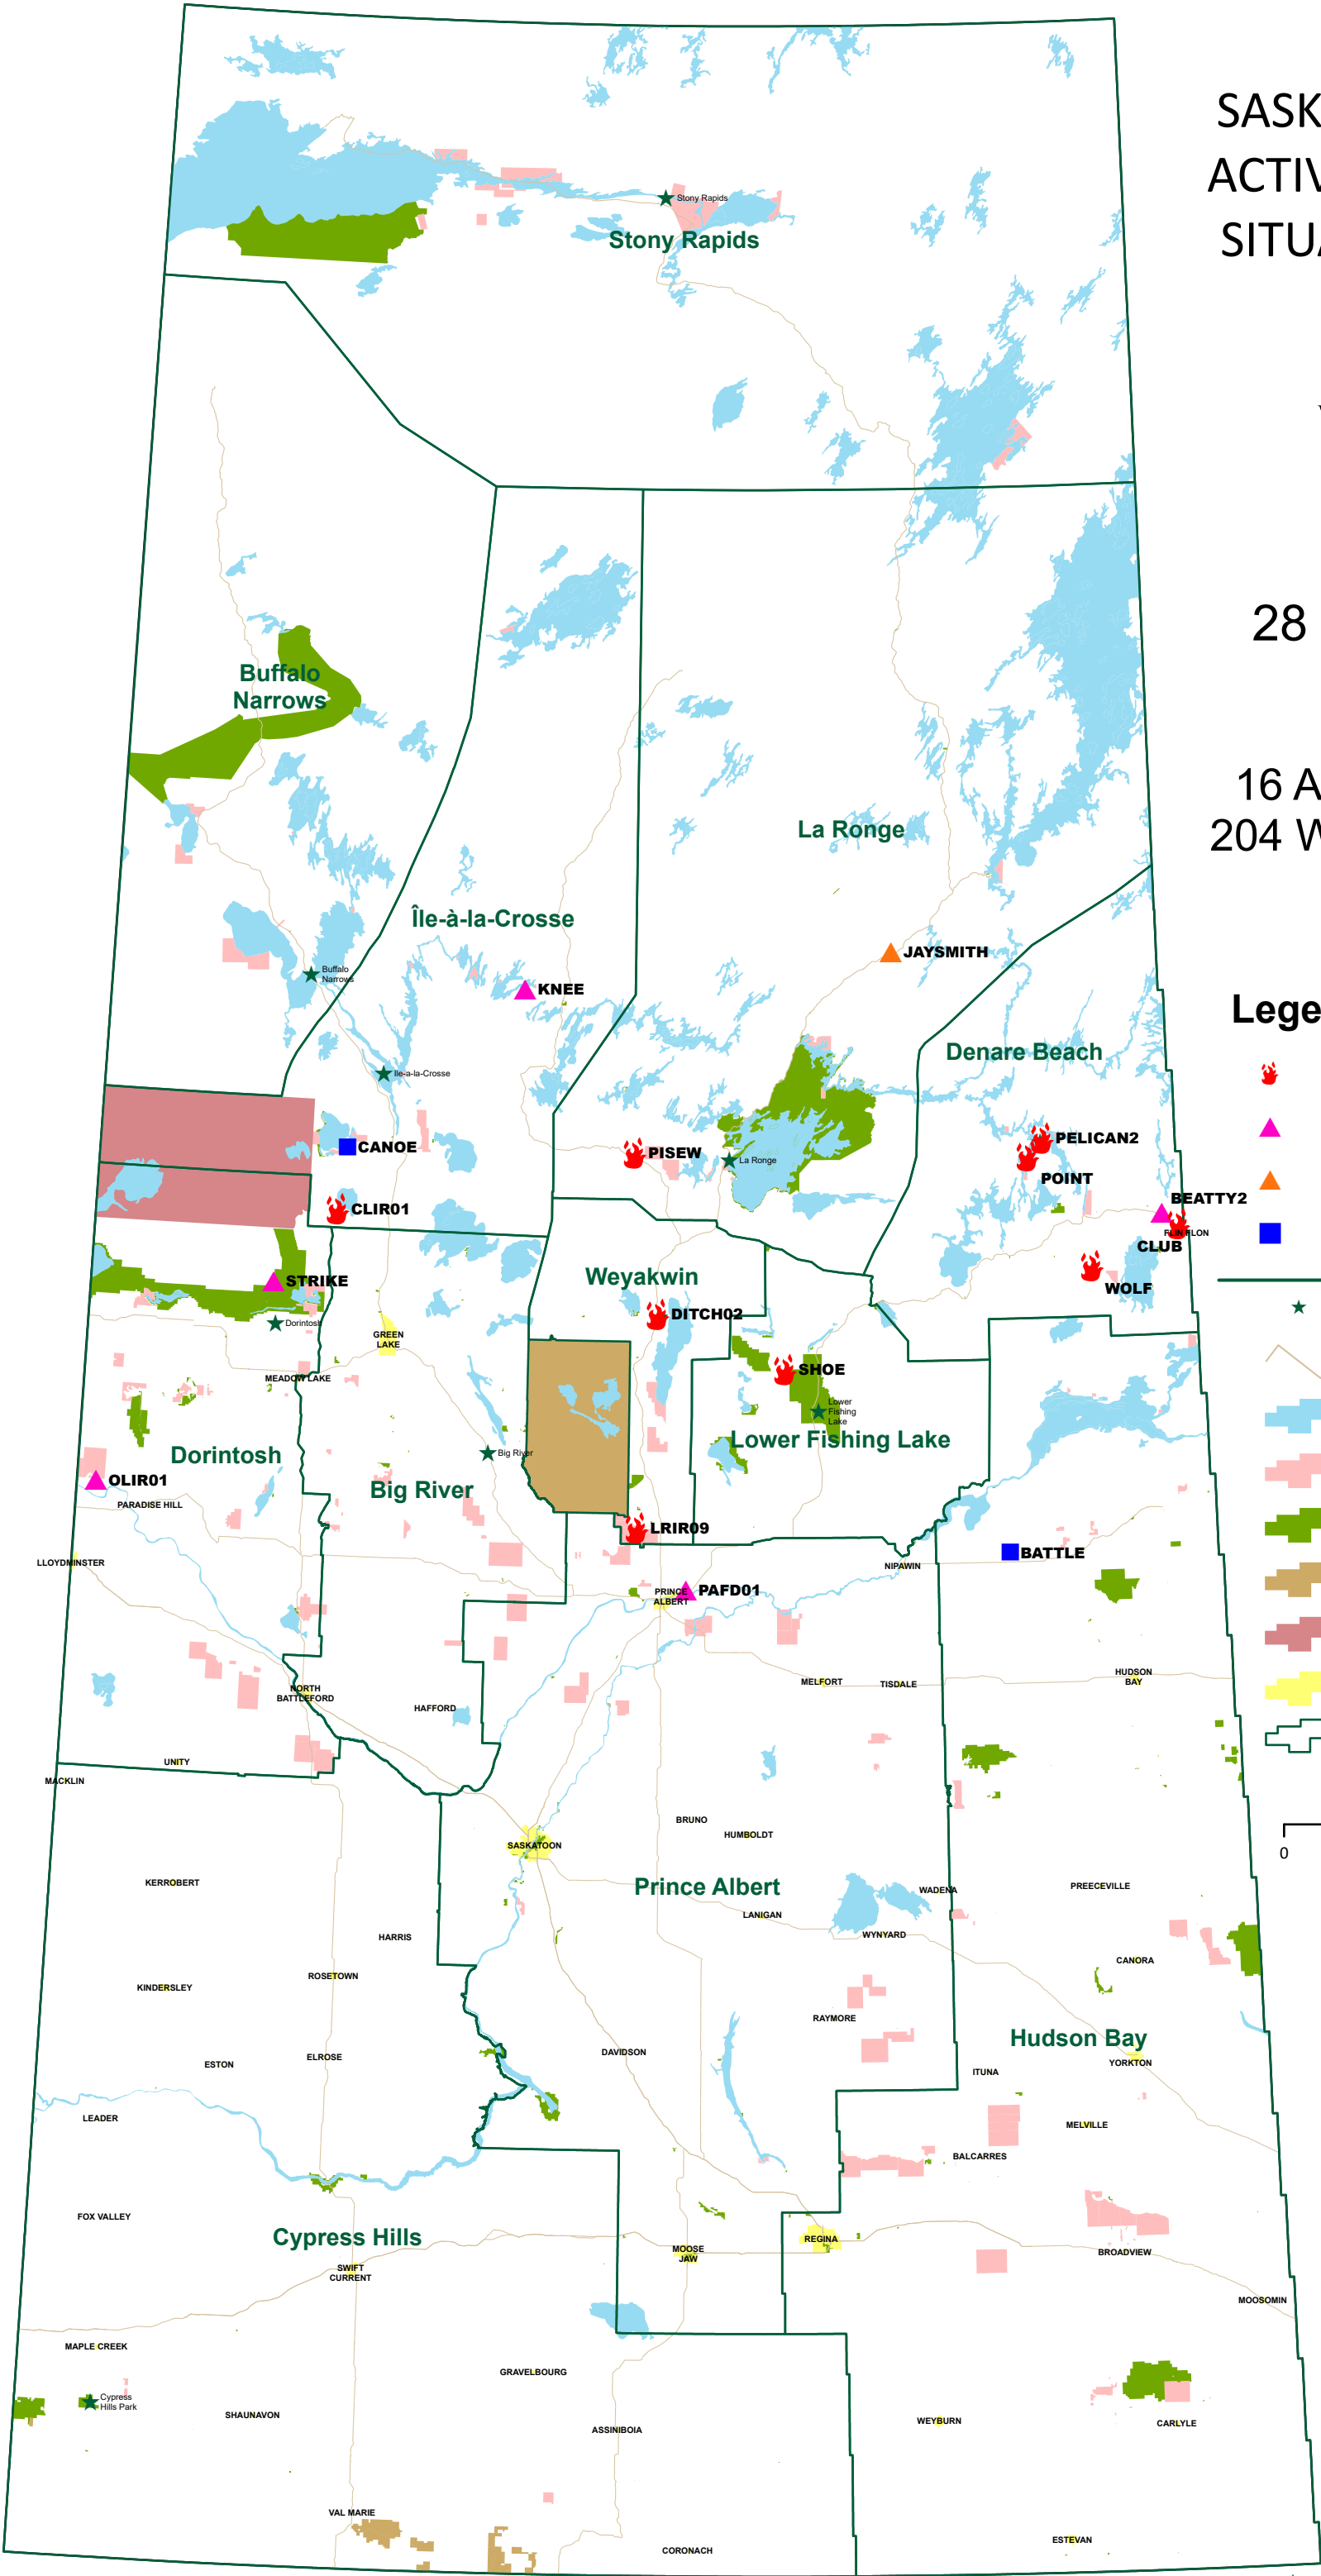 SASK
ACTIV
SITUA
28
16 A
204 W
Lege
0
Stony Rapids
Stony Rapids
Buffalo
Narrows
La Ronge
Île-à-la-Crosse
JAYSMITH
Buffalo
Narrows
KNEE
Denare Beach
Ile-a-la-Crosse
CANOE
PISEW
La Ronge
PELICAN2
POINT
BEATTY2
FLIN FLON
CLUB
CLIR01
WOLF
STRIKE
Weyakwin
DITCH02
Dorintosh
GREEN
LAKE
MEADOW LAKE
SHOE
Lower
Fishing
Lake
Lower Fishing Lake
Dorintosh
Big River
Big River
OLIR01
PARADISE HILL
LRIR09
LLOYDMINSTER
NIPAWIN
BATTLE
PRINCE
ALBERT
PAFD01
MELFORT
TISDALE
HUDSON
BAY
NORTH
BATTLEFORD
HAFFORD
UNITY
MACKLIN
BRUNO
HUMBOLDT
SASKATOON
KERROBERT
Prince Albert
WADENA
PREECEVILLE
LANIGAN
WYNYARD
HARRIS
CANORA
ROSETOWN
KINDERSLEY
RAYMORE
Hudson Bay
DAVIDSON
ELROSE
ESTON
YORKTON
ITUNA
LEADER
MELVILLE
BALCARRES
FOX VALLEY
Cypress Hills
REGINA
MOOSE
JAW
BROADVIEW
SWIFT
CURRENT
MOOSOMIN
MAPLE CREEK
GRAVELBOURG
Cypress
Hills Park
SHAUNAVON
WEYBURN
CARLYLE
ASSINIBOIA
VAL MARIE
ESTEVAN
CORONACH